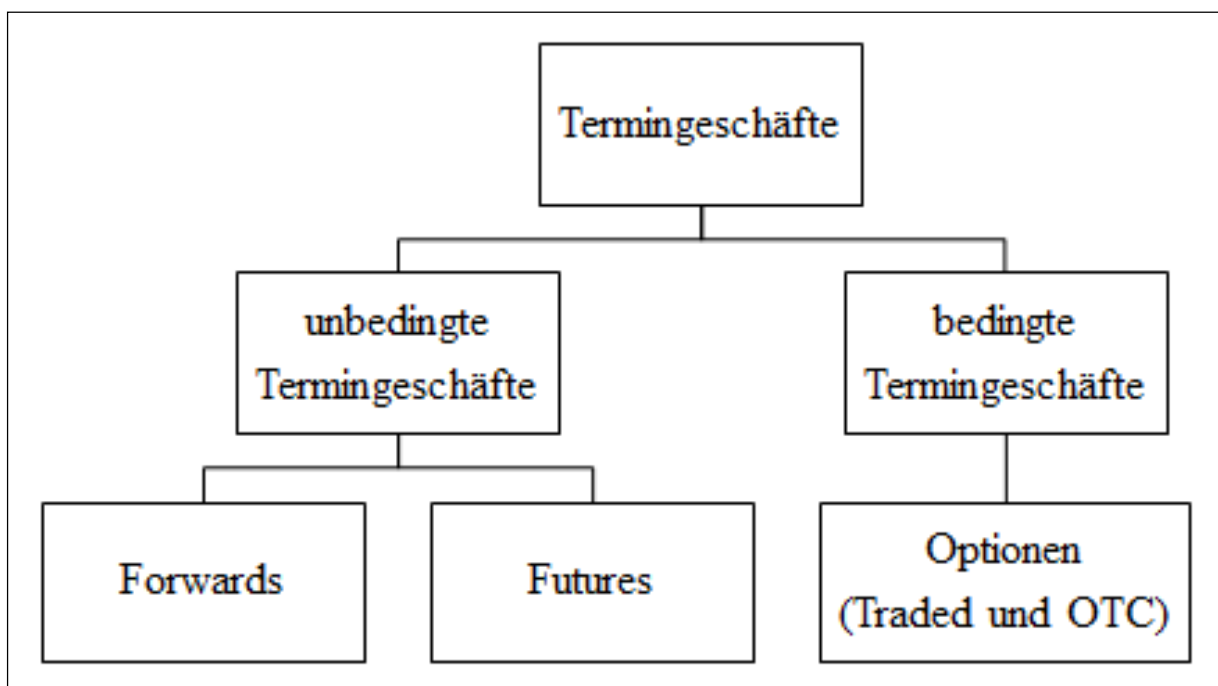 Termingeschäfte
unbedingte
Termingeschäfte
bedingte
Termingeschäfte
Forwards
Futures
Optionen
(Traded und OTC)